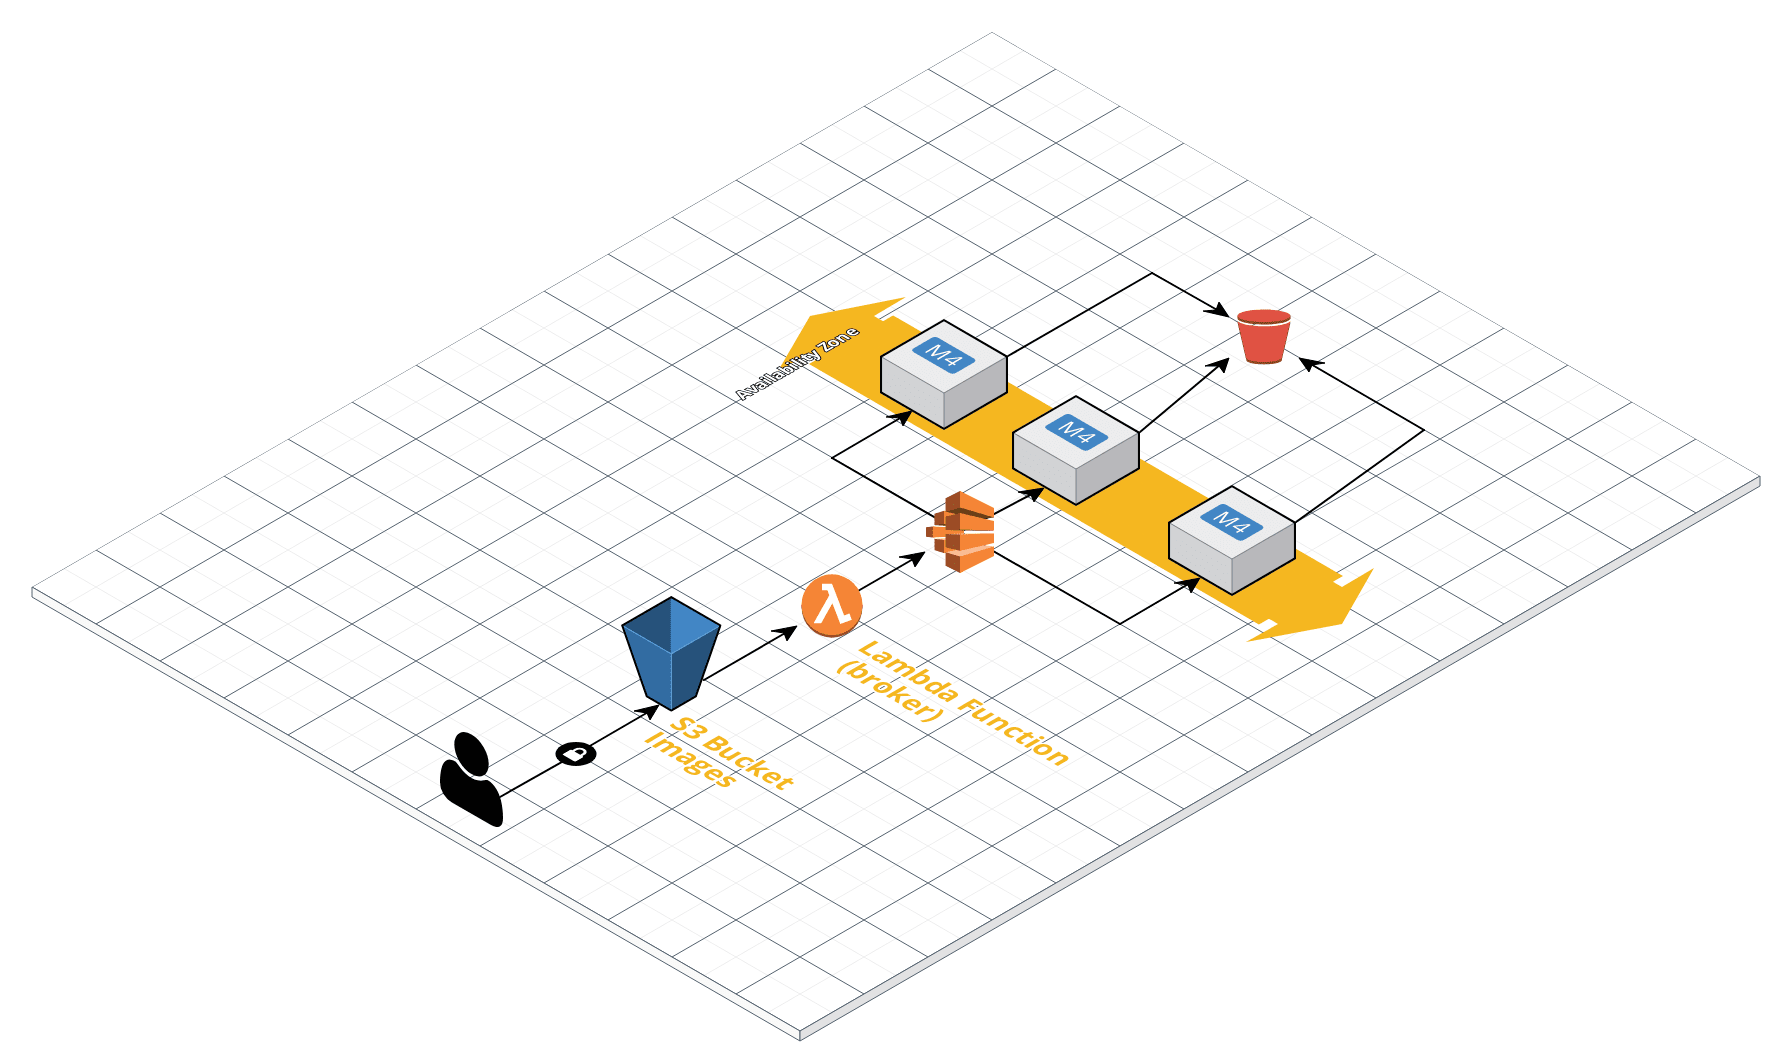 Availability Zone
M4
M4
M4
λ
Lambda Function
(broker)
S3 Bucket
Images